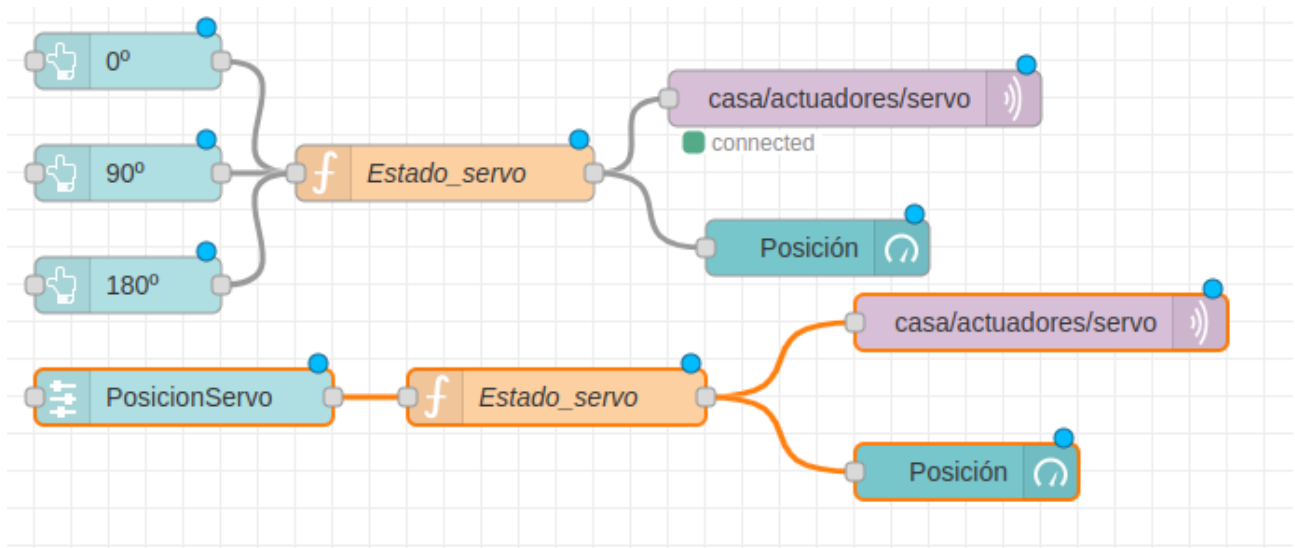 0º
casa/actuadores/servo
connected
90º
Estado_servo
Posición
180º
casa/actuadores/servo
PosicionServo
Estado_servo
Posición